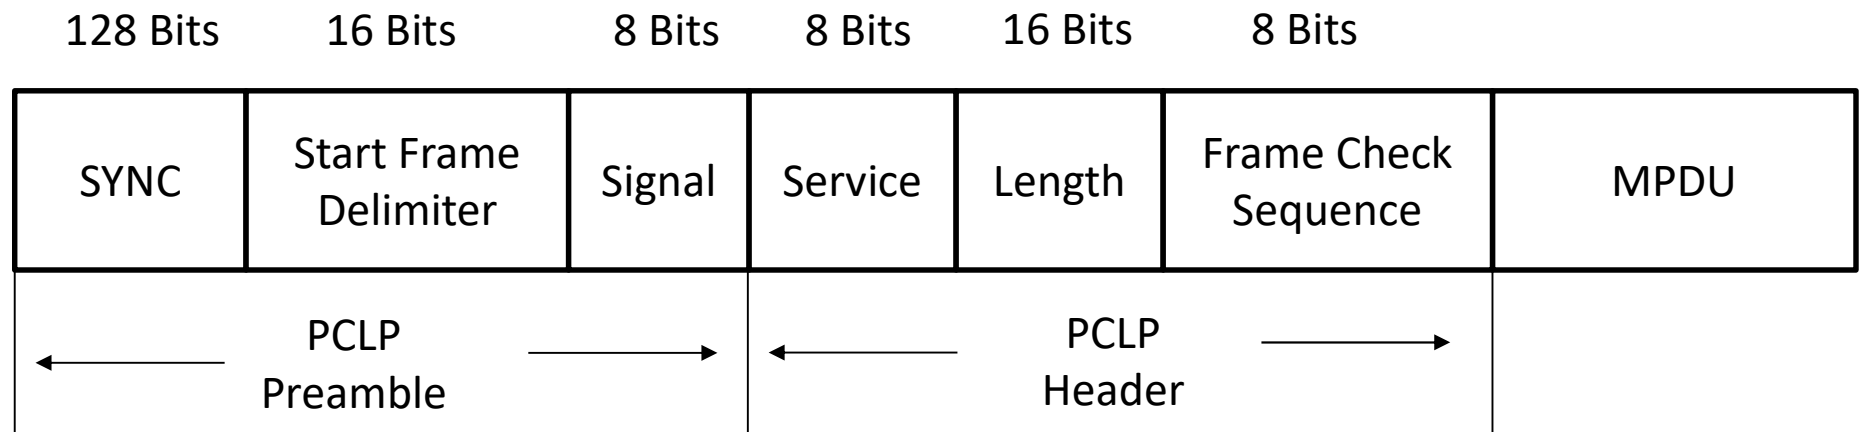 128 Bits 16 Bits 8 Bits 8 Bits 16 Bits 8 Bits
SYNC
Start Frame
Delimiter
Signal
Service
Length
Frame Check
Sequence
MPDU
PCLP
Preamble
PCLP
Header